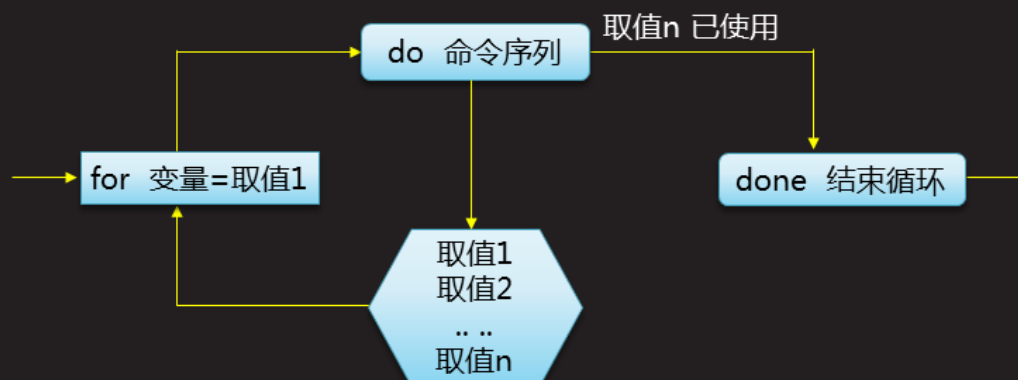 取值n 已使用
do 命令序列
for 变量=取值1
done 结束循环
取值1
取值2
.. ..
取值n